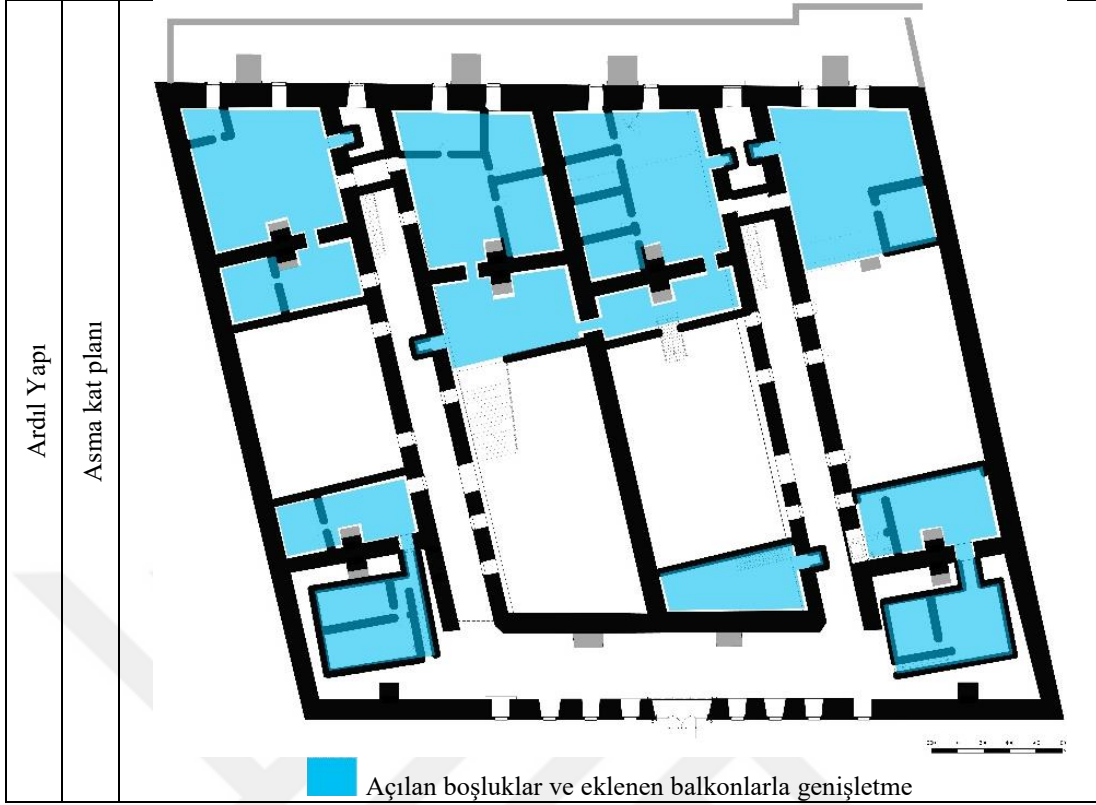 Ardıl Yapı
Asma kat planı
Açılan boşluklar ve eklenen balkonlarla genişletme